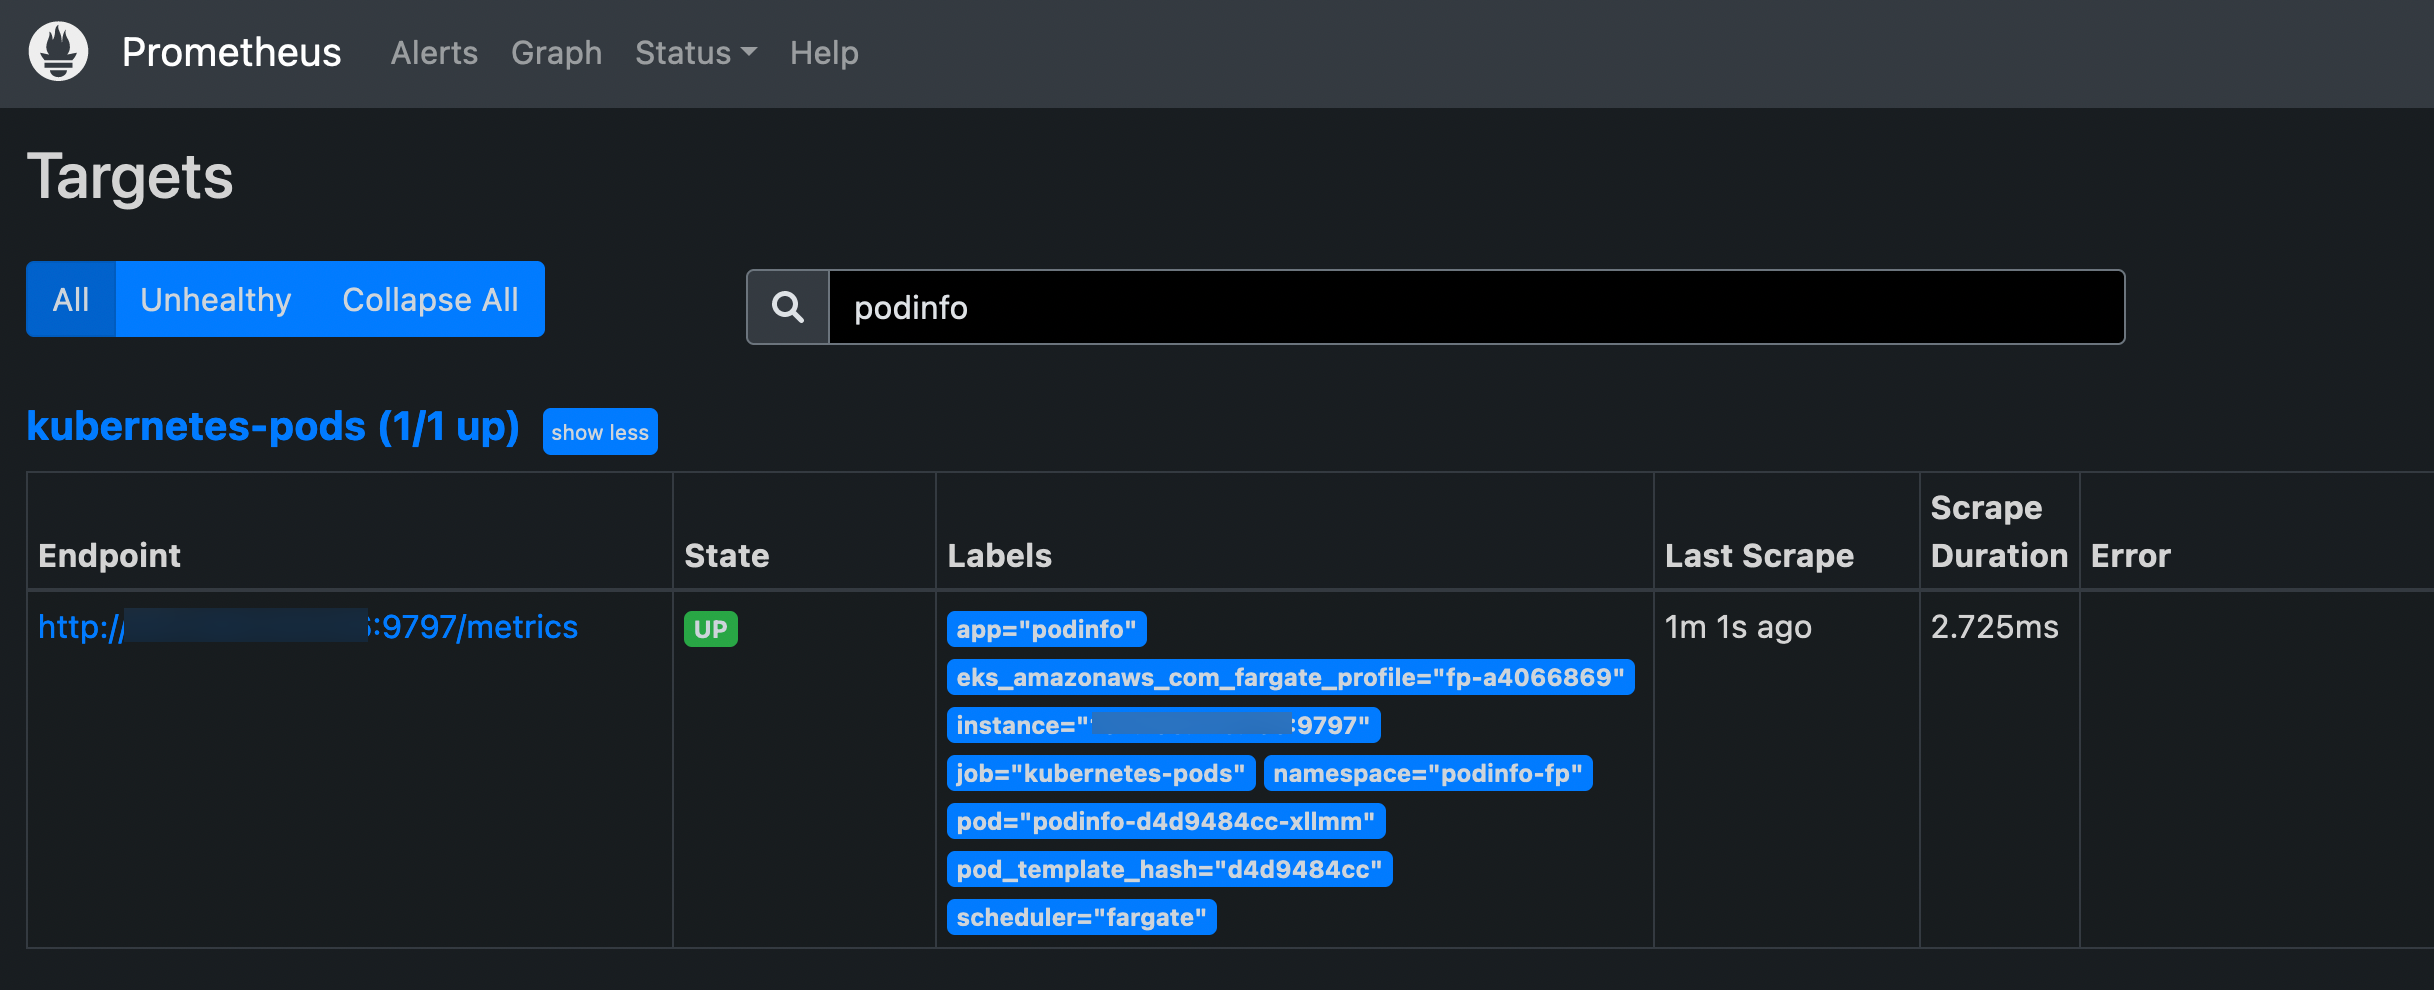 Prometheus Alerts Graph Status Help
Targets
All Unhealthy Collapse All
podinfo
kubernetes-pods (1/1 up) show less
Endpoint State Labels Last Scrape Scrape Duration Error
http:// :9797/metrics UP app="podinfo" 1m 1s ago 2.725ms
eks_amazonaws_com_fargate_profile="fp-a4066869"
instance=" :9797"
job="kubernetes-pods" namespace="podinfo-fp"
pod="podinfo-d4d9484cc-xllmm"
pod_template_hash="d4d9484cc"
scheduler="fargate"